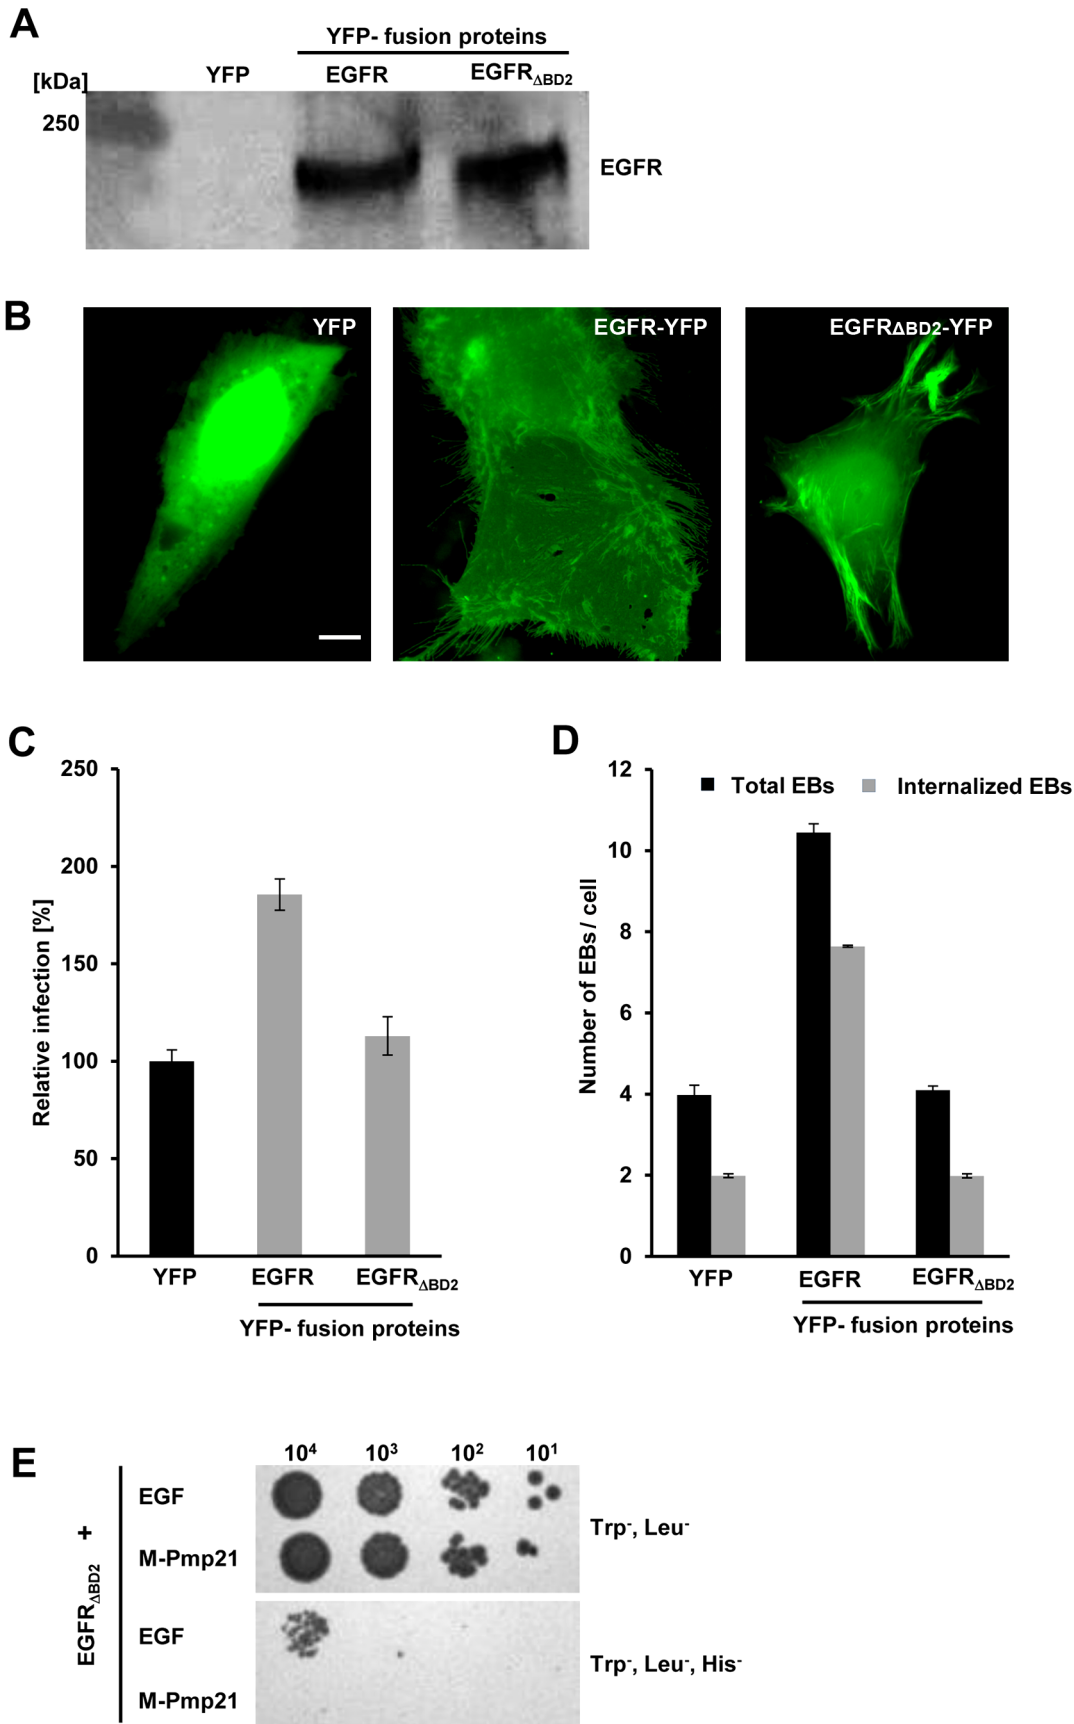 A
YFP- fusion proteins
[kDa] YFP EGFR EGFRΔBD2
250
EGFR
B
YFP
EGFR-YFP
EGFRΔBD2-YFP
C
Relative infection [%]
250
200
150
100
50
0
YFP EGFR EGFRΔBD2
YFP- fusion proteins
D
Total EBs Internalized EBs
Number of EBs / cell
12
10
8
6
4
2
0
YFP EGFR EGFRΔBD2
YFP- fusion proteins
E
10⁴ 10³ 10² 10¹
EGFRΔBD2 +
EGF
M-Pmp21
Trp⁻, Leu⁻
EGF
M-Pmp21
Trp⁻, Leu⁻, His⁻